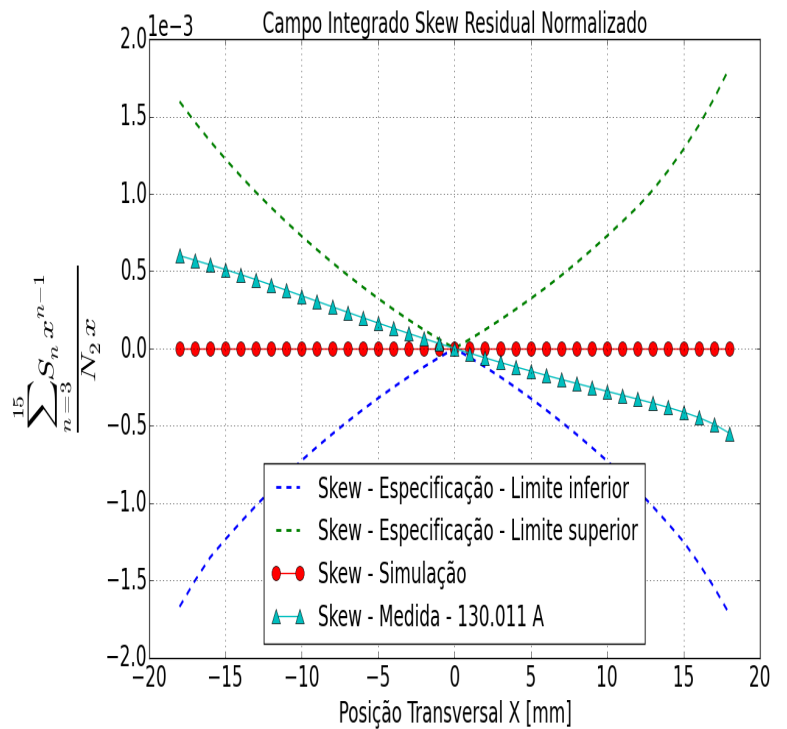 Campo Integrado Skew Residual Normalizado
1e−3
2.0
1.5
1.0
0.5
0.0
−0.5
−1.0
−1.5
−2.0
∑_{n=3}^{15} S_n x^{n−1}
N_2 x
Skew - Especificação - Limite inferior
Skew - Especificação - Limite superior
Skew - Simulação
Skew - Medida - 130.011 A
−20 −15 −10 −5 0 5 10 15 20
Posição Transversal X [mm]